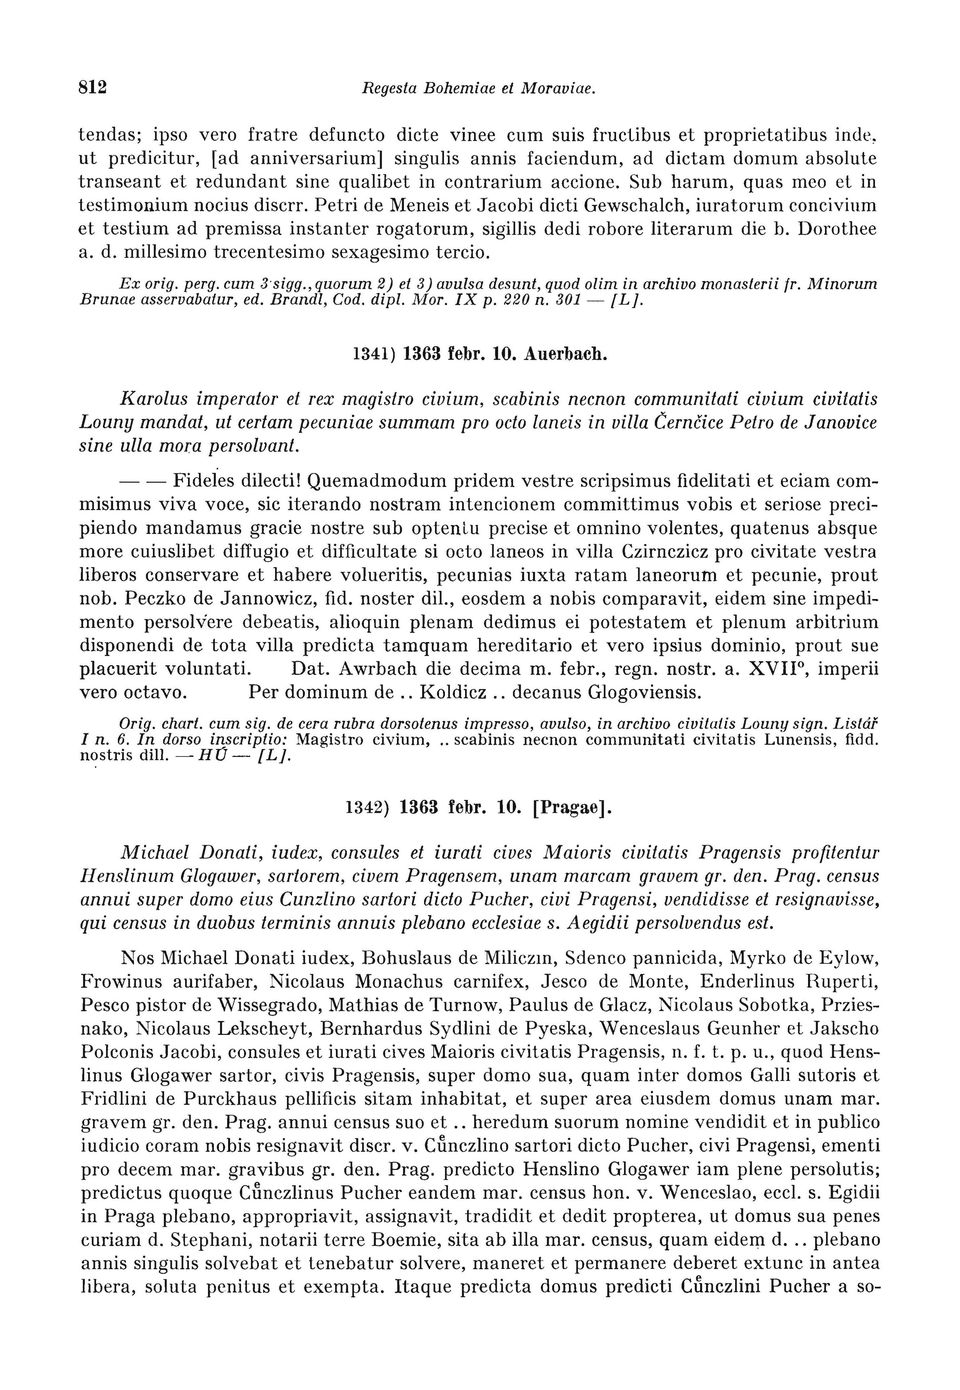 812 Regesta Bohemiae et Moraviae.
tendas; ipso vero fratre defuncto dicte vinee cum suis fructibus et proprietatibus inde,
ut predicitur, [ad anniversarium] singulis annis faciendum, ad dictam domum absolute
transeant et redundant sine qualibet in contrarium accione. Sub harum, quas meo et in
testimonium nocius discrr. Petri de Meneis et Jacobi dicti Gewschalch, iuratorum concivium
et testium ad premissa instanter rogatorum, sigillis dedi robore literarum die b. Dorothee
a. d. millesimo trecentesimo sexagesimo tercio.
Ex orig. perg. cum 3 sigg., quorum 2) et 3) avulsa desunt, quod olim in archivo monasterii fr. Minorum
Brunae asservabatur, ed. Brandl, Cod. dipl. Mor. IX p. 220 n. 301 — [L].
1341) 1363 febr. 10. Auerbach.
Karolus imperator et rex magistro civium, scabinis necnon communitati civium civitatis
Louny mandat, ut certam pecuniae summam pro octo laneis in villa Černčice Petro de Janovice
sine ulla mora persolvant.
— — Fideles dilecti! Quemadmodum pridem vestre scripsimus fidelitati et eciam com-
misimus viva voce, sic iterando nostram intencionem committimus vobis et seriose preci-
piendo mandamus gracie nostre sub optentu precise et omnino volentes, quatenus absque
more cuiuslibet diffugio et difficultate si octo laneos in villa Czirnczicz pro civitate vestra
liberos conservare et habere volueritis, pecunias iuxta ratam laneorum et pecunie, prout
nob. Peczko de Jannowicz, fid. noster dil., eosdem a nobis comparavit, eidem sine impedi-
mento persolvere debeatis, alioquin plenam dedimus ei potestatem et plenum arbitrium
disponendi de tota villa predicta tamquam hereditario et vero ipsius dominio, prout sue
placuerit voluntati. Dat. Awrbach die decima m. febr., regn. nostr. a. XVIIº, imperii
vero octavo. Per dominum de .. Koldicz .. decanus Glogoviensis.
Orig. chart. cum sig. de cera rubra dorsotenus impresso, avulso, in archivo civitatis Louny sign. Listář
I n. 6. In dorso inscriptio: Magistro civium, .. scabinis necnon communitati civitatis Lunensis, fidd.
nostris dill. — HÚ — [L].
1342) 1363 febr. 10. [Pragae].
Michael Donati, iudex, consules et iurati cives Maioris civitatis Pragensis profitentur
Henslinum Glogawer, sartorem, civem Pragensem, unam marcam gravem gr. den. Prag. census
annui super domo eius Cunzlino sartori dicto Pucher, civi Pragensi, vendidisse et resignavisse,
qui census in duobus terminis annuis plebano ecclesiae s. Aegidii persolvendus est.
Nos Michael Donati iudex, Bohuslaus de Miliczin, Sdenco pannicida, Myrko de Eylow,
Frowinus aurifaber, Nicolaus Monachus carnifex, Jesco de Monte, Enderlinus Ruperti,
Pesco pistor de Wissegrado, Mathias de Turnow, Paulus de Glacz, Nicolaus Sobotka, Przies-
nako, Nicolaus Lekscheyt, Bernhardus Sydlini de Pyeska, Wenceslaus Geunher et Jakscho
Polconis Jacobi, consules et iurati cives Maioris civitatis Pragensis, n. f. t. p. u., quod Hens-
linus Glogawer sartor, civis Pragensis, super domo sua, quam inter domos Galli sutoris et
Fridlini de Purckhaus pellificis sitam inhabitat, et super area eiusdem domus unam mar.
gravem gr. den. Prag. annui census suo et .. heredum suorum nomine vendidit et in publico
iudicio coram nobis resignavit discr. v. Cuͤnczlino sartori dicto Pucher, civi Pragensi, ementi
pro decem mar. gravibus gr. den. Prag. predicto Henslino Glogawer iam plene persolutis;
predictus quoque Cuͤnczlinus Pucher eandem mar. census hon. v. Wenceslao, eccl. s. Egidii
in Praga plebano, appropriavit, assignavit, tradidit et dedit propterea, ut domus sua penes
curiam d. Stephani, notarii terre Boemie, sita ab illa mar. census, quam eidem d. .. plebano
annis singulis solvebat et tenebatur solvere, maneret et permanere deberet extunc in antea
libera, soluta penitus et exempta. Itaque predicta domus predicti Cuͤnczlini Pucher a so-